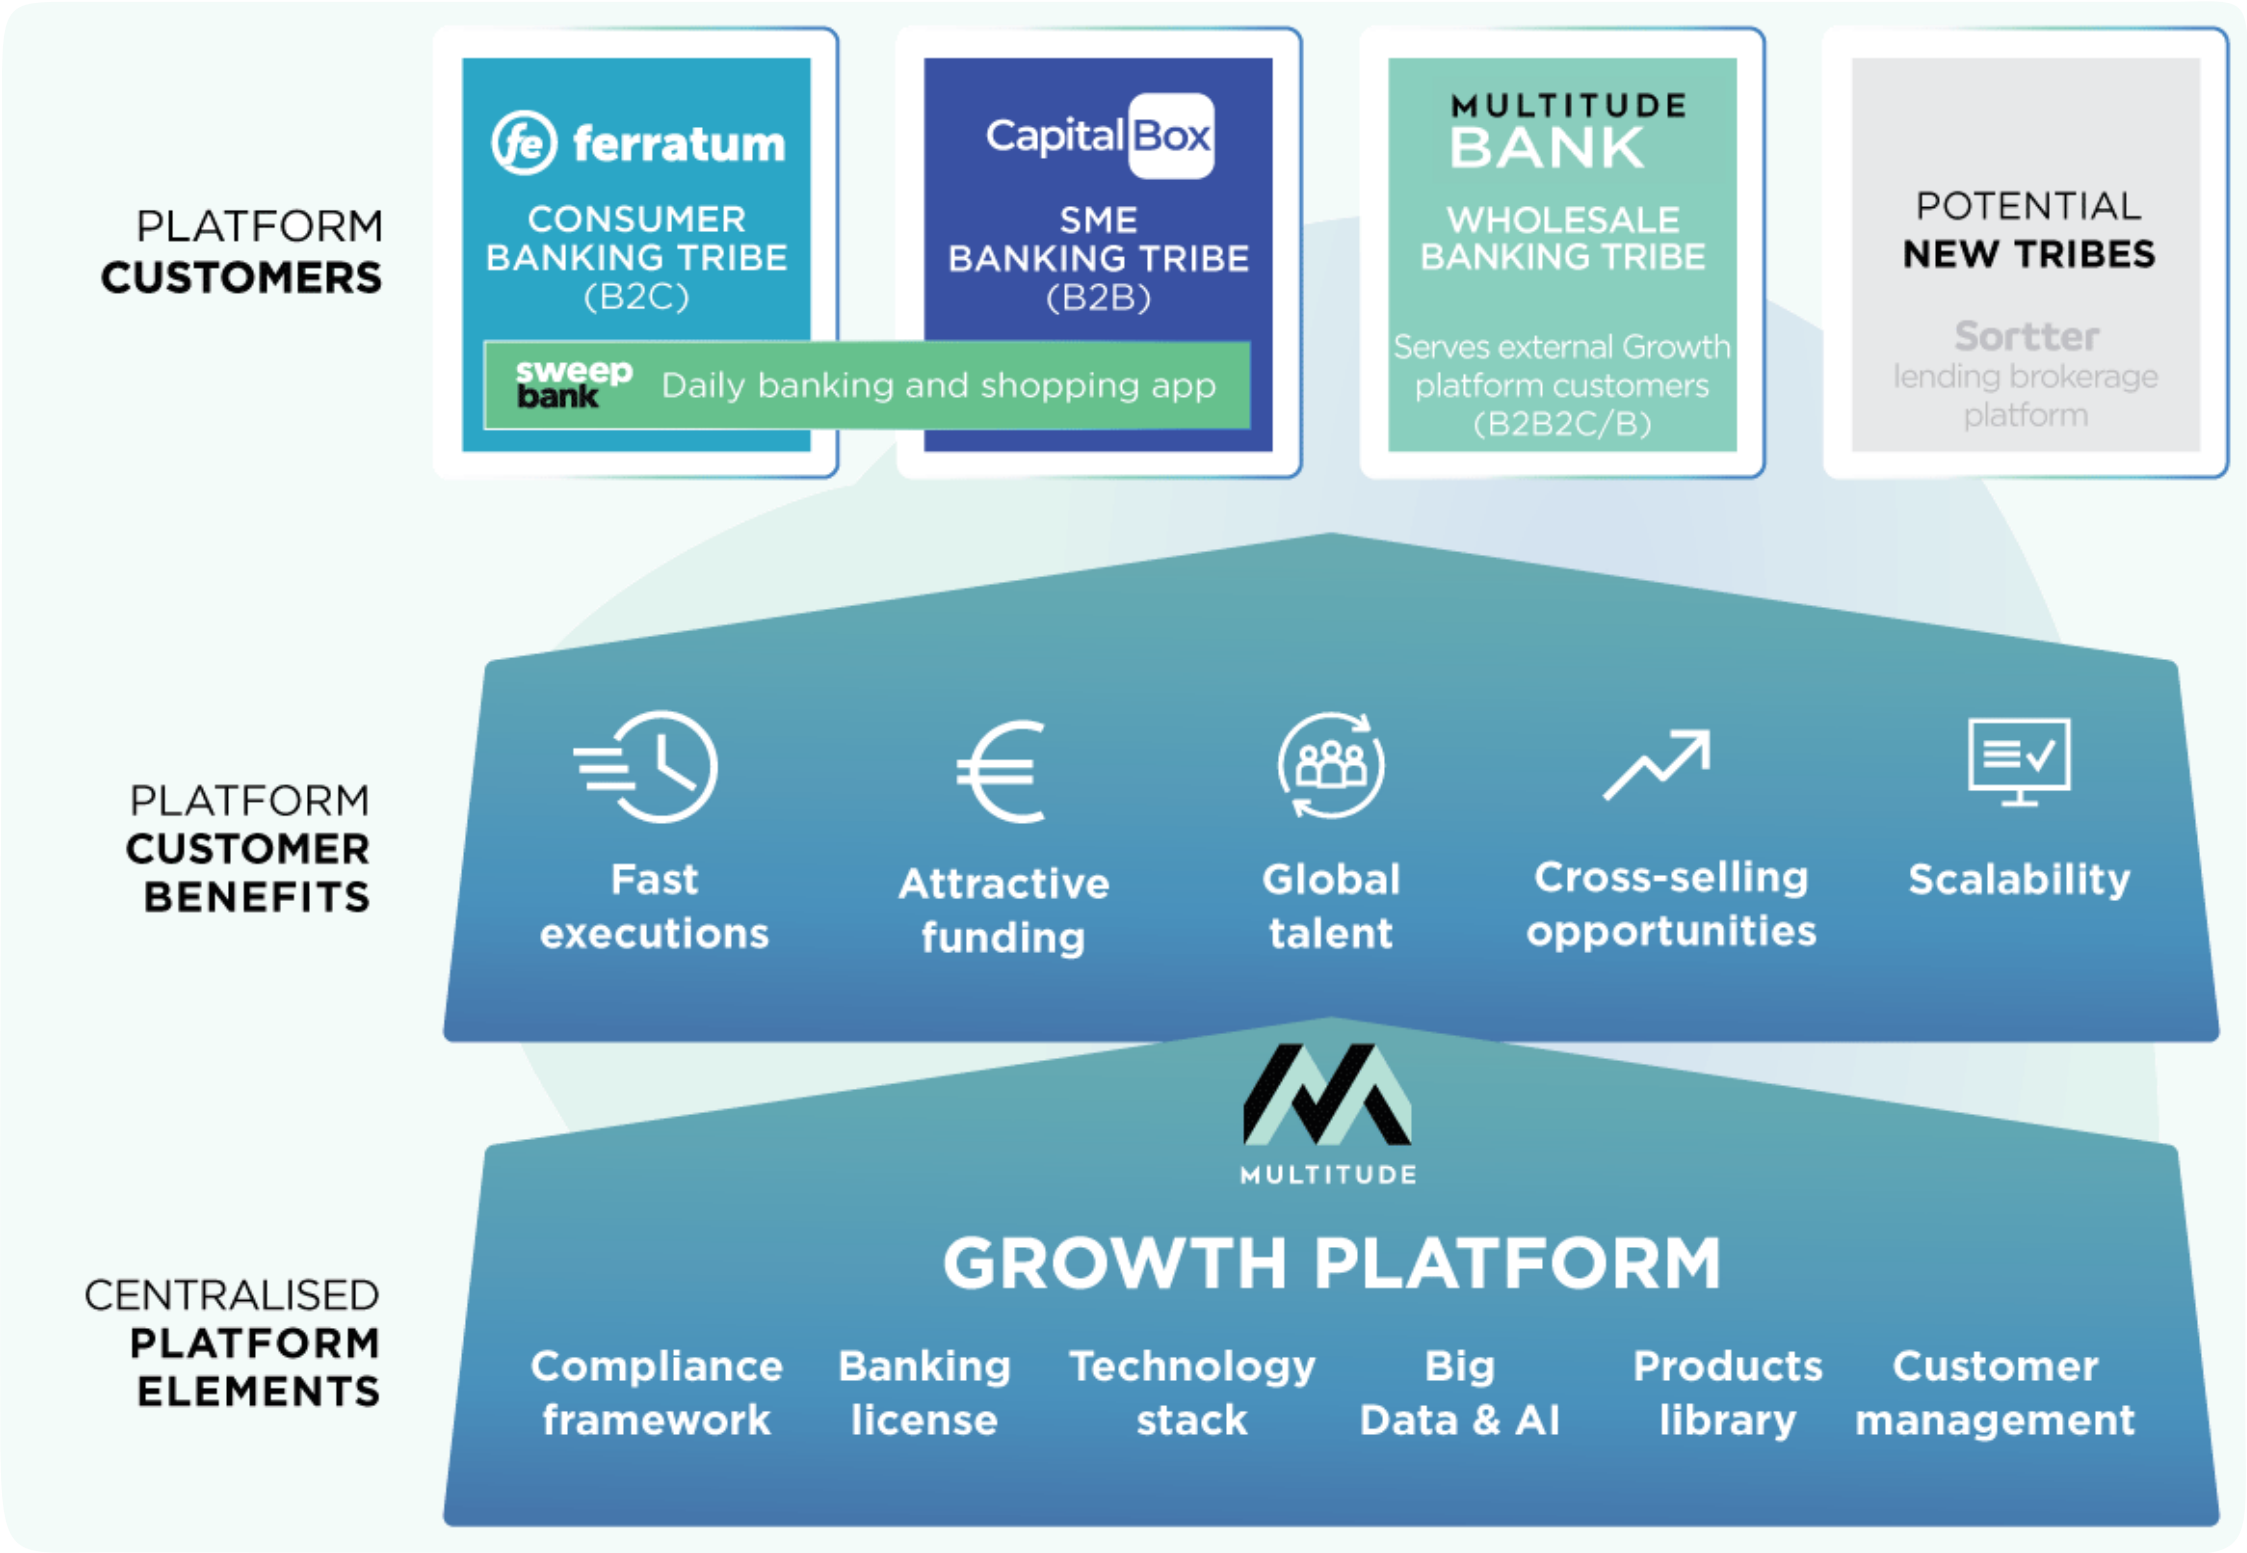 PLATFORM
CUSTOMERS
fe ferratum
CONSUMER
BANKING TRIBE
(B2C)
CapitalBox
SME
BANKING TRIBE
(B2B)
sweep
bank
Daily banking and shopping app
MULTITUDE
BANK
WHOLESALE
BANKING TRIBE
Serves external Growth
platform customers
(B2B2C/B)
POTENTIAL
NEW TRIBES
Sortter
lending brokerage
platform
PLATFORM
CUSTOMER
BENEFITS
Fast
executions
€
Attractive
funding
Global
talent
Cross-selling
opportunities
Scalability
CENTRALISED
PLATFORM
ELEMENTS
MULTITUDE
GROWTH PLATFORM
Compliance
framework
Banking
license
Technology
stack
Big
Data & AI
Products
library
Customer
management